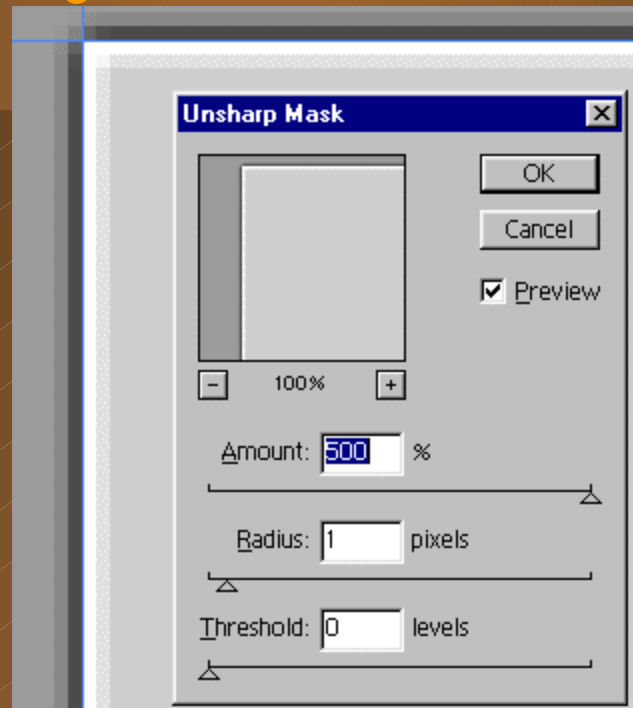 Unsharp Mask
OK
Cancel
Preview
100%
Amount: 500 %
Radius: 1 pixels
Threshold: 0 levels